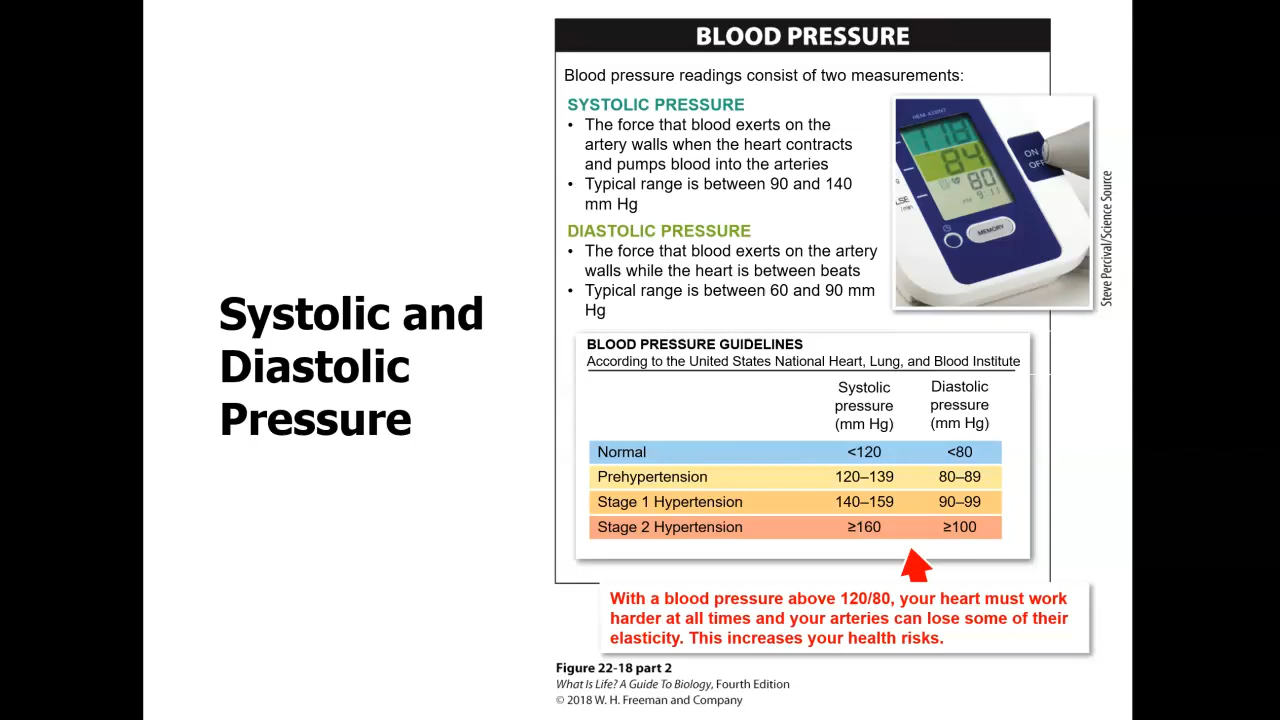 Systolic and
Diastolic
Pressure
BLOOD PRESSURE
Blood pressure readings consist of two measurements:
SYSTOLIC PRESSURE
• The force that blood exerts on the
artery walls when the heart contracts
and pumps blood into the arteries
• Typical range is between 90 and 140
mm Hg
DIASTOLIC PRESSURE
• The force that blood exerts on the artery
walls while the heart is between beats
• Typical range is between 60 and 90 mm
Hg
118
84
80
9:11
ON
OFF
MEMORY
Steve Percival/Science Source
BLOOD PRESSURE GUIDELINES
According to the United States National Heart, Lung, and Blood Institute
Systolic pressure (mm Hg) Diastolic pressure (mm Hg)
Normal <120 <80
Prehypertension 120–139 80–89
Stage 1 Hypertension 140–159 90–99
Stage 2 Hypertension ≥160 ≥100
With a blood pressure above 120/80, your heart must work
harder at all times and your arteries can lose some of their
elasticity. This increases your health risks.
Figure 22-18 part 2
What Is Life? A Guide To Biology, Fourth Edition
© 2018 W. H. Freeman and Company